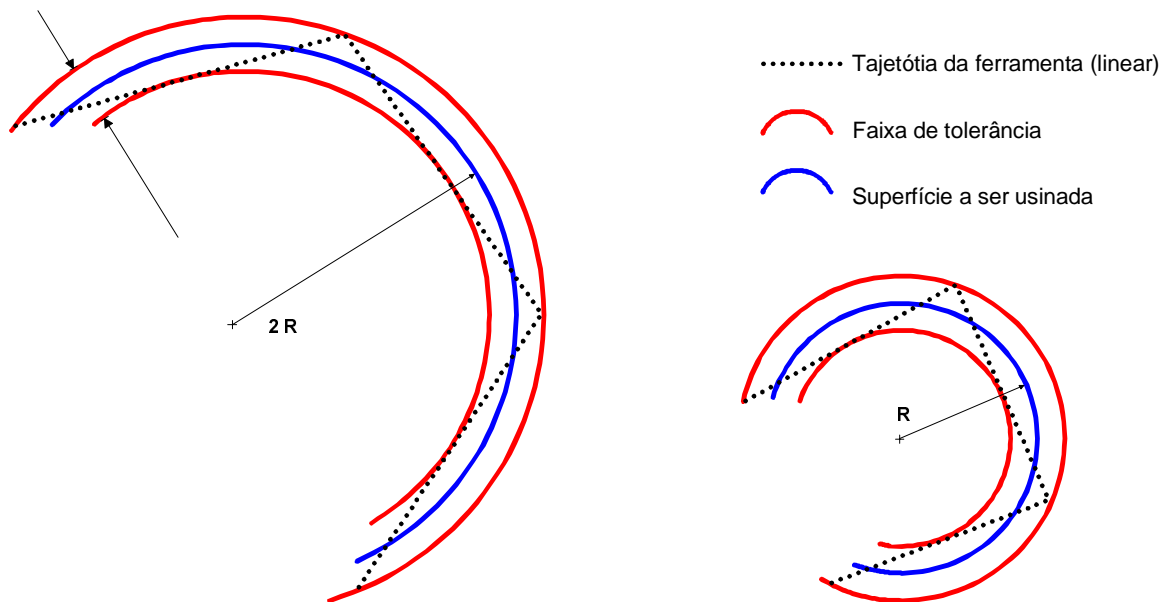 Tajetótia da ferramenta (linear)
Faixa de tolerância
Superfície a ser usinada
2 R
R